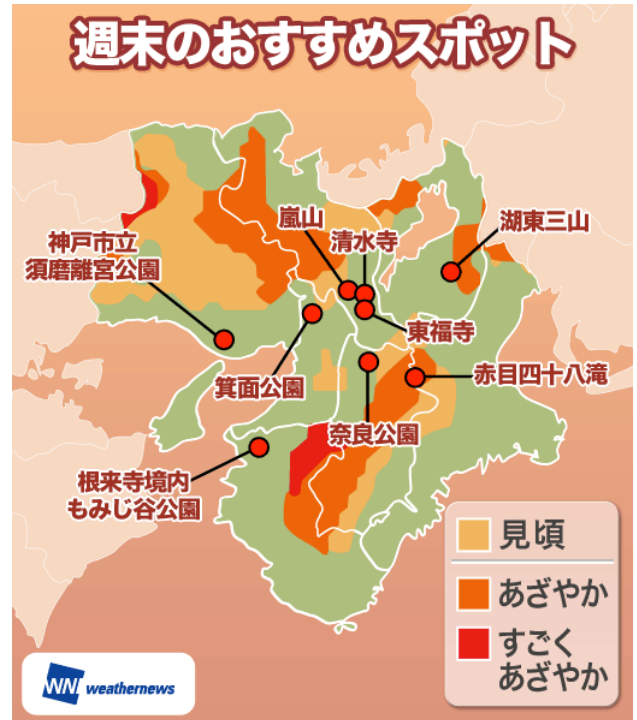 週末のおすすめスポット
嵐山
清水寺
湖東三山
神戸市立
須磨離宮公園
東福寺
箕面公園
赤目四十八滝
奈良公園
根来寺境内
もみじ谷公園
見頃
あざやか
すごく
あざやか
WNI weathernews